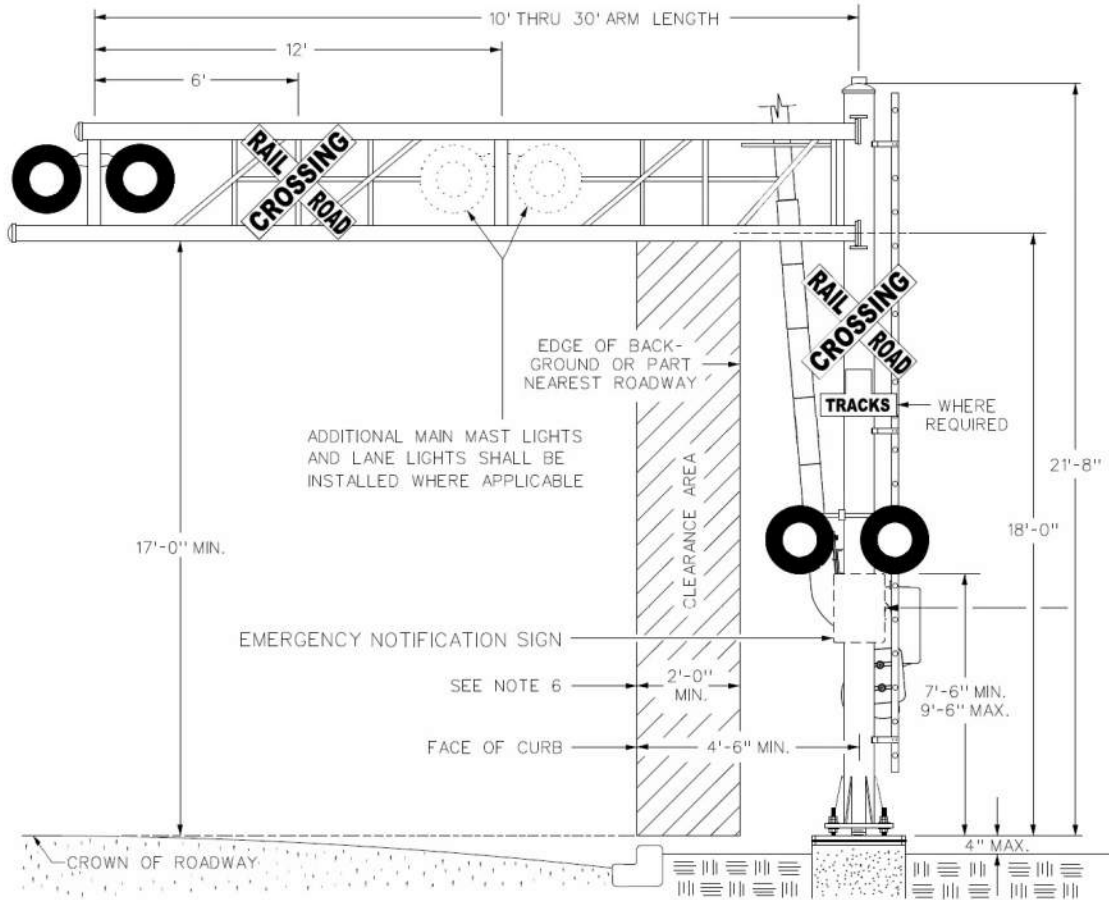 10' THRU 30' ARM LENGTH
12'
6'
RAIL
CROSSING
ROAD
RAIL
CROSSING
ROAD
EDGE OF BACK-
GROUND OR PART
NEAREST ROADWAY
TRACKS
WHERE
REQUIRED
ADDITIONAL MAIN MAST LIGHTS
AND LANE LIGHTS SHALL BE
INSTALLED WHERE APPLICABLE
CLEARANCE AREA
21'-8"
18'-0"
17'-0" MIN.
EMERGENCY NOTIFICATION SIGN
SEE NOTE 6
2'-0"
MIN.
7'-6" MIN.
9'-6" MAX.
FACE OF CURB
4'-6" MIN.
4" MAX.
CROWN OF ROADWAY